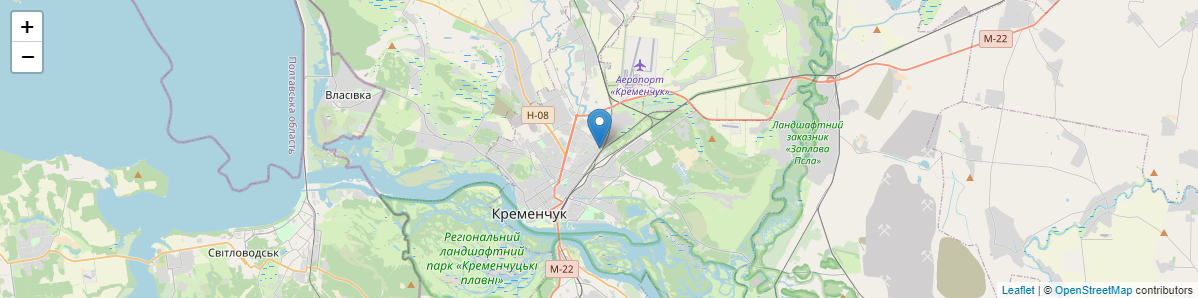 +
−
M-22
Аеропорт
«Кременчук»
Полтавська область
Власівка
H-08
Ландшафтний
заказник
«Заплава
Псла»
Кременчук
Регіональний
ландшафтний
парк «Кременчуцькі
плавні»
Світловодськ
M-22
Leaflet | © OpenStreetMap contributors